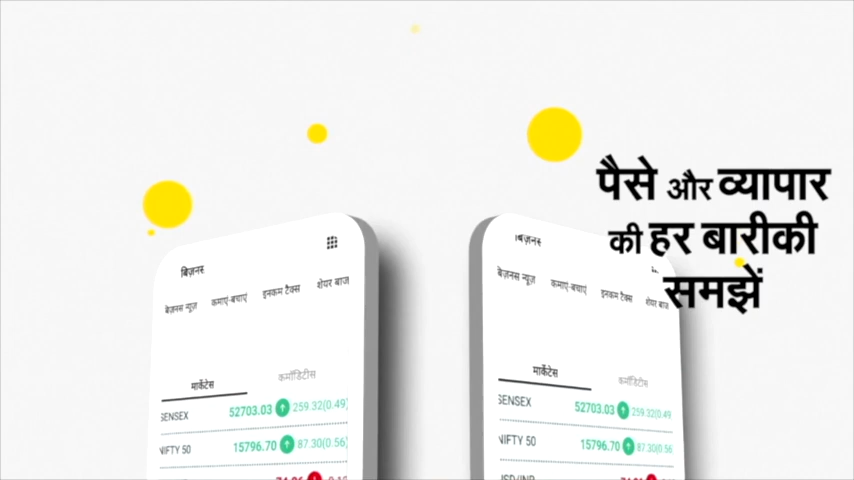 पैसे और व्यापार
की हर बारीकी
समझें
बिज़नस
बिज़नस न्यूज़ कमाएं-बचाएं इनकम टैक्स शेयर बाज
मार्केटेस कमॉडिटीस
SENSEX 52703.03 259.32(0.49)
NIFTY 50 15796.70 87.30(0.56)
बिज़नस न्यूज़ कमाएं-बचाएं इनकम टैक्स शेयर बाज
मार्केटेस कमॉडिटीस
SENSEX 52703.03 259.32(0.49
NIFTY 50 15796.70 87.30(0.56